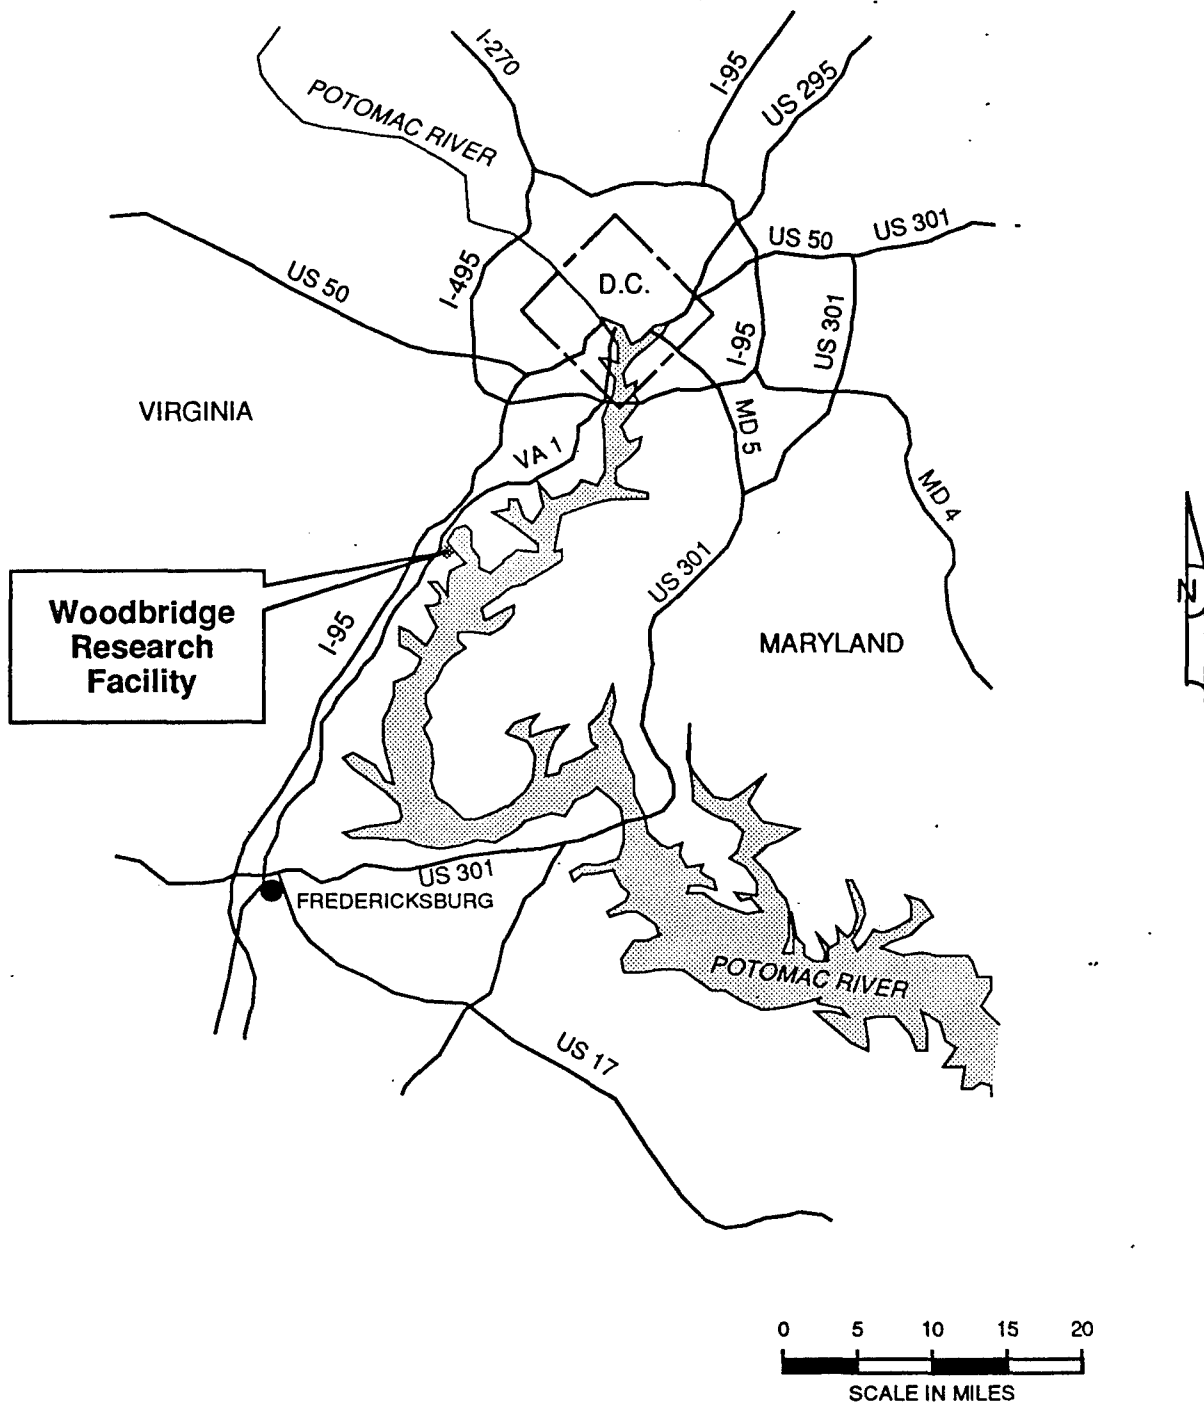 I-270
I-95
US 295
POTOMAC RIVER
US 50
US 301
US 50
I-495
D.C.
US 301
I-95
VIRGINIA
MD 5
VA 1
MD 4
N
US 301
Woodbridge
Research
Facility
I-95
MARYLAND
US 301
FREDERICKSBURG
POTOMAC RIVER
US 17
0 5 10 15 20
SCALE IN MILES